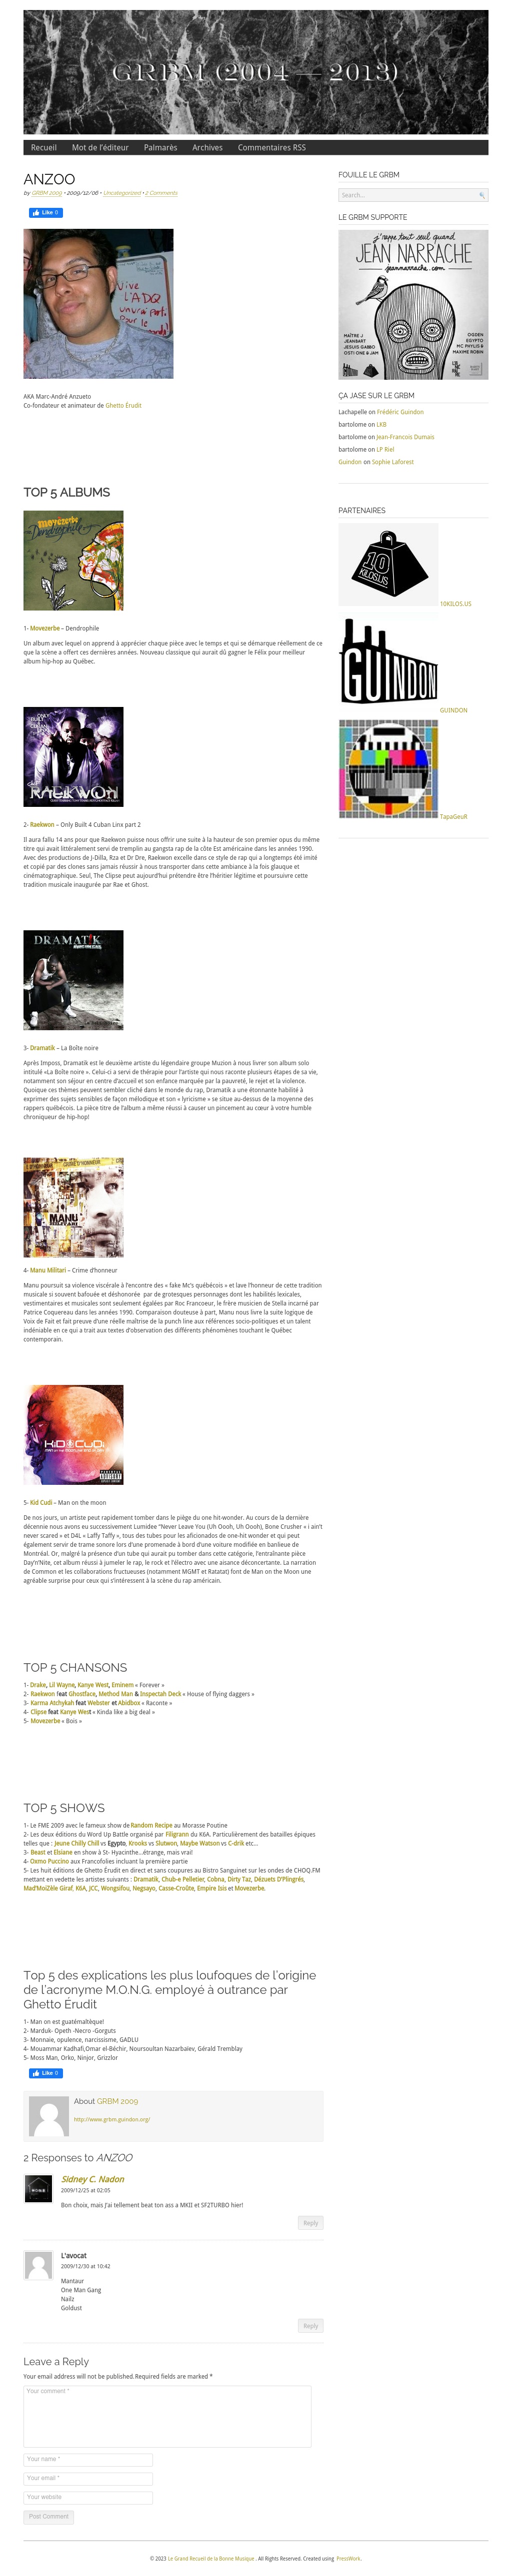 GRBM (2004 — 2013)
Recueil
Mot de l'éditeur
Palmarès
Archives
Commentaires RSS
ANZOO
by GRBM 2009 • 2009/12/06 • Uncategorized • 2 Comments
Like 0
Vive
L'ADQ
un vrai parti
Pour le
AKA Marc-André Anzueto
Co-fondateur et animateur de Ghetto Érudit
TOP 5 ALBUMS
movèzerbe
Dendrophile
1- Movezerbe – Dendrophile
Un album avec lequel on apprend à apprécier chaque pièce avec le temps et qui se démarque réellement de ce
que la scène a offert ces dernières années. Nouveau classique qui aurait dû gagner le Félix pour meilleur
album hip-hop au Québec.
RAEKWON
2- Raekwon – Only Built 4 Cuban Linx part 2
Il aura fallu 14 ans pour que Raekwon puisse nous offrir une suite à la hauteur de son premier opus du même
titre qui avait littéralement servi de tremplin au gangsta rap de la côte Est américaine dans les années 1990.
Avec des productions de J-Dilla, Rza et Dr Dre, Raekwon excelle dans ce style de rap qui a longtemps été imité
et copié par des clones sans jamais réussir à nous transporter dans cette ambiance à la fois glauque et
cinématographique. Seul, The Clipse peut aujourd'hui prétendre être l'héritier légitime et poursuivre cette
tradition musicale inaugurée par Rae et Ghost.
DRAMATIK
3- Dramatik – La Boîte noire
Après Imposs, Dramatik est le deuxième artiste du légendaire groupe Muzion à nous livrer son album solo
intitulé «La Boîte noire ». Celui-ci a servi de thérapie pour l'artiste qui nous raconte plusieurs étapes de sa vie,
notamment son séjour en centre d'accueil et son enfance marquée par la pauvreté, le rejet et la violence.
Quoique ces thèmes peuvent sembler cliché dans le monde du rap, Dramatik a une étonnante habilité à
exprimer des sujets sensibles de façon mélodique et son « lyricisme » se situe au-dessus de la moyenne des
rappers québécois. La pièce titre de l'album a même réussi à causer un pincement au cœur à votre humble
chroniqueur de hip-hop!
CRIME D'HONNEUR
MANU
MILITARI
4- Manu Militari – Crime d'honneur
Manu poursuit sa violence viscérale à l'encontre des « fake Mc's québécois » et lave l'honneur de cette tradition
musicale si souvent bafouée et déshonorée  par de grotesques personnages dont les habilités lexicales,
vestimentaires et musicales sont seulement égalées par Roc Francoeur, le frère musicien de Stella incarné par
Patrice Coquereau dans les années 1990. Comparaison douteuse à part, Manu nous livre la suite logique de
Voix de Fait et fait preuve d'une réelle maîtrise de la punch line aux références socio-politiques et un talent
indéniable en ce qui a trait aux textes d'observation des différents phénomènes touchant le Québec
contemporain.
KID CUDI
5- Kid Cudi – Man on the moon
De nos jours, un artiste peut rapidement tomber dans le piège du one hit-wonder. Au cours de la dernière
décennie nous avons eu successivement Lumidee "Never Leave You (Uh Oooh, Uh Oooh), Bone Crusher « I ain't
never scared » et D4L « Laffy Taffy », tous des tubes pour les aficionados de one-hit wonder et qui peut
également servir de trame sonore lors d'une promenade à bord d'une voiture modifiée en banlieue de
Montréal. Or, malgré la présence d'un tube qui aurait pu tomber dans cette catégorie, l'entraînante pièce
Day'n'Nite, cet album réussi à jumeler le rap, le rock et l'électro avec une aisance déconcertante. La narration
de Common et les collaborations fructueuses (notamment MGMT et Ratatat) font de Man on the Moon une
agréable surprise pour ceux qui s'intéressent à la scène du rap américain.
TOP 5 CHANSONS
1- Drake, Lil Wayne, Kanye West, Eminem « Forever »
2- Raekwon feat Ghostface, Method Man & Inspectah Deck « House of flying daggers »
3- Karma Atchykah feat Webster et Abidbox « Raconte »
4- Clipse feat Kanye West « Kinda like a big deal »
5- Movezerbe « Bois »
TOP 5 SHOWS
1- Le FME 2009 avec le fameux show de Random Recipe au Morasse Poutine
2- Les deux éditions du Word Up Battle organisé par Filigrann du K6A. Particulièrement des batailles épiques
telles que : Jeune Chilly Chill vs Egypto, Krooks vs Slutwon, Maybe Watson vs C-drik etc…
3- Beast et Elsiane en show à St- Hyacinthe…étrange, mais vrai!
4- Oxmo Puccino aux Francofolies incluant la première partie
5- Les huit éditions de Ghetto Érudit en direct et sans coupures au Bistro Sanguinet sur les ondes de CHOQ.FM
mettant en vedette les artistes suivants : Dramatik, Chub-e Pelletier, Cobna, Dirty Taz, Dézuets D'Plingrés,
Mad'MoiZèle Giraf, K6A, JCC, Wongsifou, Negsayo, Casse-Croûte, Empire Isis et Movezerbe.
Top 5 des explications les plus loufoques de l'origine
de l'acronyme M.O.N.G. employé à outrance par
Ghetto Érudit
1- Man on est guatémaltèque!
2- Marduk- Opeth -Necro -Gorguts
3- Monnaie, opulence, narcissisme, GADLU
4- Mouammar Kadhafi,Omar el-Béchir, Noursoultan Nazarbaïev, Gérald Tremblay
5- Moss Man, Orko, Ninjor, Grizzlor
Like 0
About GRBM 2009
http://www.grbm.guindon.org/
2 Responses to ANZOO
Sidney C. Nadon
2009/12/25 at 02:05
Bon choix, mais J'ai tellement beat ton ass a MKII et SF2TURBO hier!
Reply
L'avocat
2009/12/30 at 10:42
Mantaur
One Man Gang
Nailz
Goldust
Reply
Leave a Reply
Your email address will not be published. Required fields are marked *
Your comment *
Your name *
Your email *
Your website
Post Comment
FOUILLE LE GRBM
Search...
LE GRBM SUPPORTE
j'rappe tout seul quand
JEAN NARRACHE
jeannarrache.com
MAÎTRE J
JEANBART
JESUIS GABBO
OSTI ONE & JAM
OGDEN
EGYPTO
MC PHYLIS &
MAXIME ROBIN
ÇA JASE SUR LE GRBM
Lachapelle on Frédéric Guindon
bartolome on LKB
bartolome on Jean-Francois Dumais
bartolome on LP Riel
Guindon on Sophie Laforest
PARTENAIRES
10
KILOS.US
10KILOS.US
GUINDON
GUINDON
TapaGeuR
© 2023 Le Grand Recueil de la Bonne Musique . All Rights Reserved. Created using PressWork.